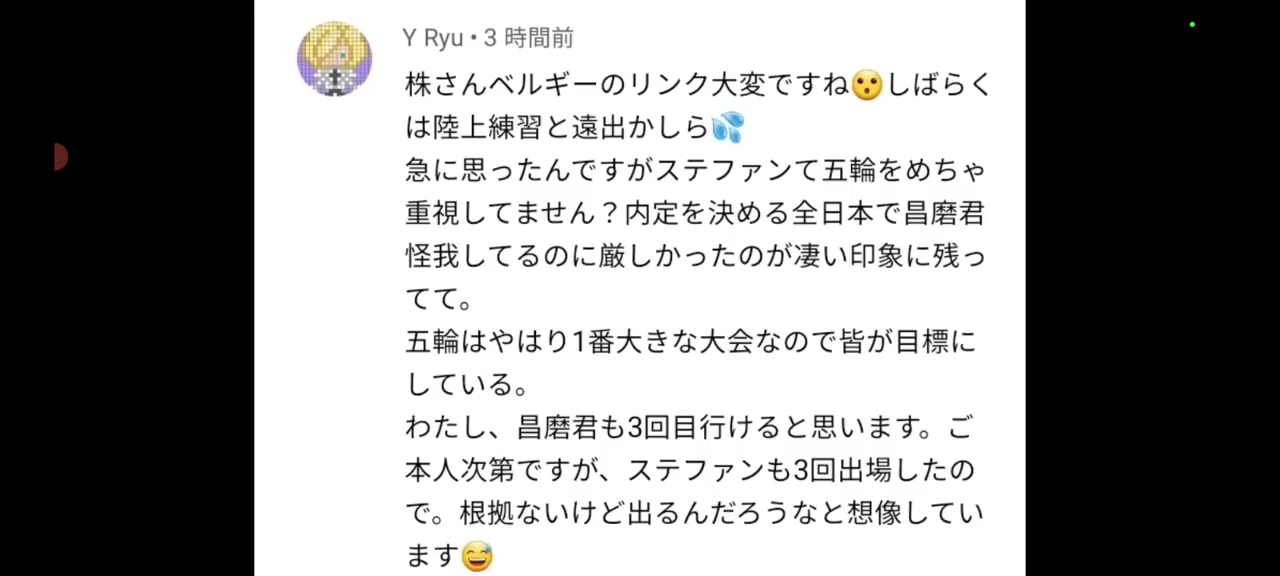 Y Ryu • 3 時間前
株さんベルギーのリンク大変ですね😮しばらく
は陸上練習と遠出かしら💦
急に思ったんですがステファンて五輪をめちゃ
重視してません？内定を決める全日本で昌磨君
怪我してるのに厳しかったのが凄い印象に残っ
てて。
五輪はやはり1番大きな大会なので皆が目標に
している。
わたし、昌磨君も3回目行けると思います。ご
本人次第ですが、ステファンも3回出場したの
で。根拠ないけど出るんだろうなと想像してい
ます😅